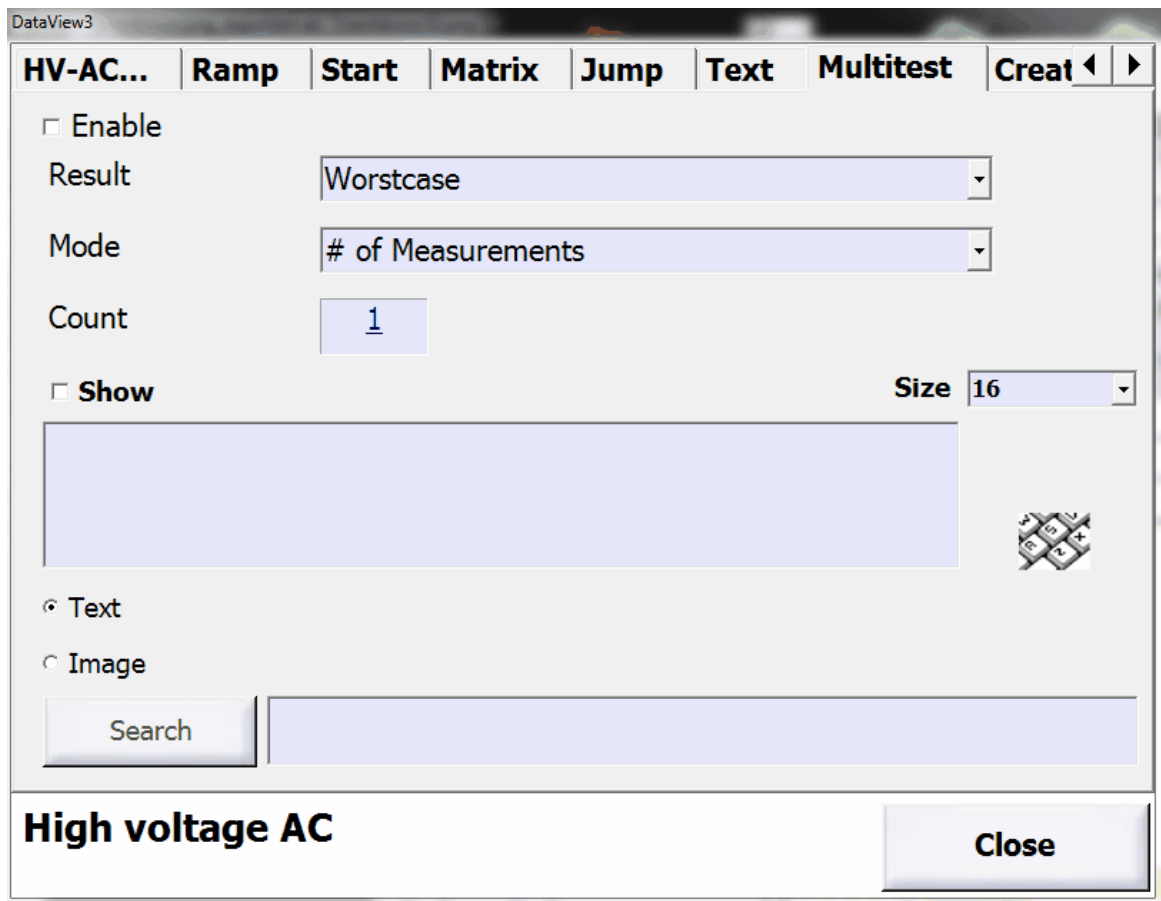 DataView3
HV-AC... Ramp Start Matrix Jump Text Multitest Creat
Enable
Result Worstcase
Mode # of Measurements
Count 1
Show Size 16
Text
Image
Search
High voltage AC Close